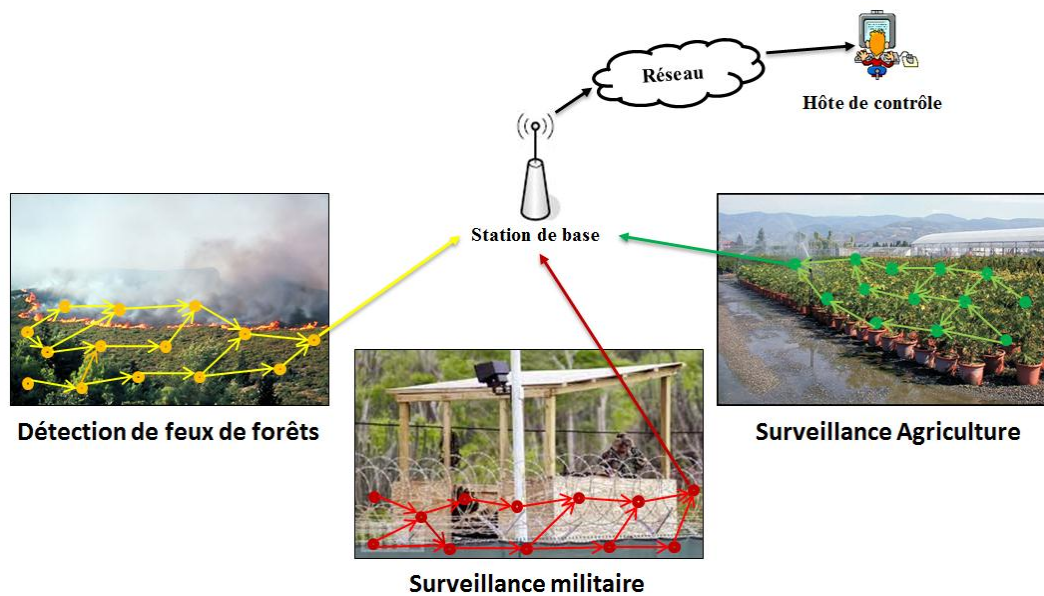 Réseau
Hôte de contrôle
Station de base
Détection de feux de forêts
Surveillance Agriculture
Surveillance militaire